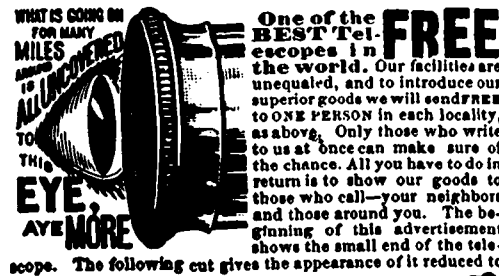 WHAT IS GOING ON
FOR MANY
MILES
AROUND
IS
ALL UNCOVERED
TO
THIS
EYE,
AYE MORE
FREE
One of the
BEST Tel-
escopes in
the world. Our facilities are
unequaled, and to introduce our
superior goods we will send FREE
to ONE PERSON in each locality,
as above. Only those who write
to us at once can make sure of
the chance. All you have to do in
return is to show our goods to
those who call—your neighbors
and those around you. The be-
ginning of this advertisement
shows the small end of the tele-
scope. The following cut gives the appearance of it reduced to